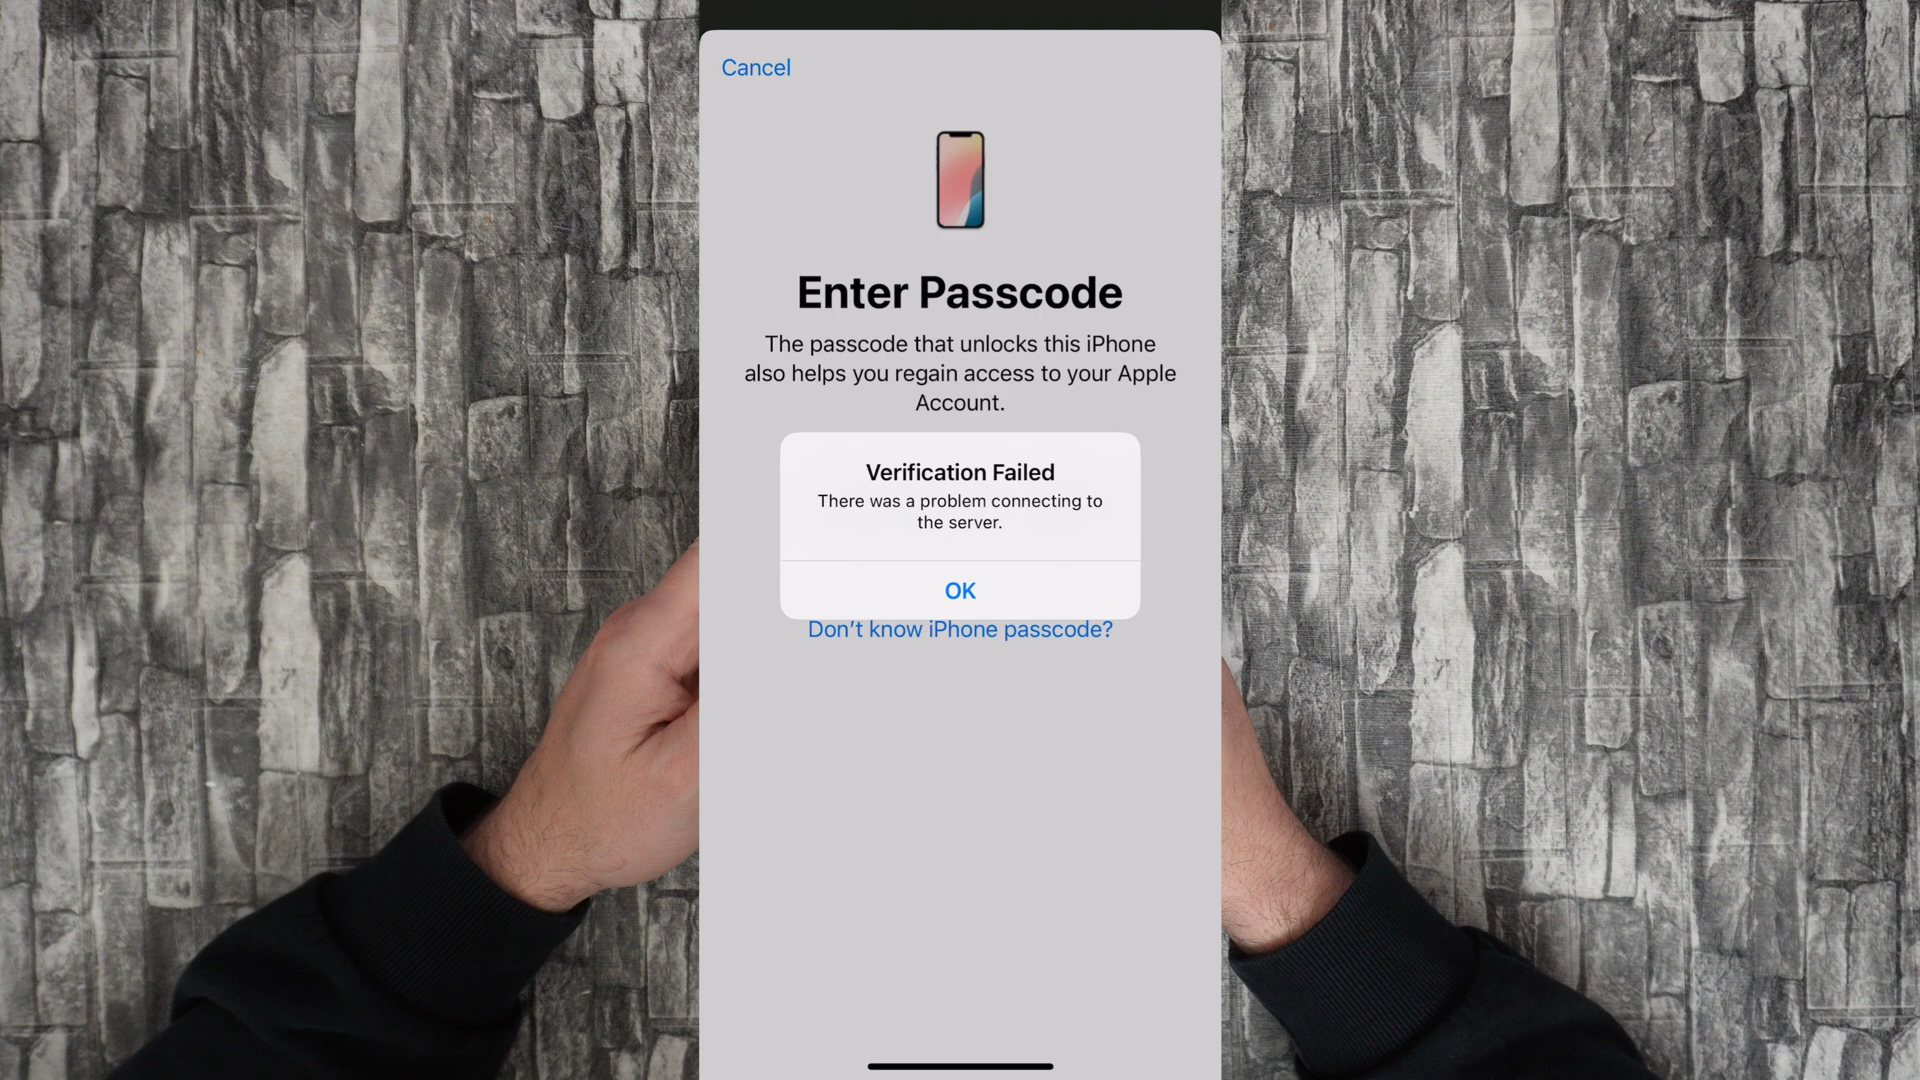 Cancel
Enter Passcode
The passcode that unlocks this iPhone
also helps you regain access to your Apple
Account.
Verification Failed
There was a problem connecting to
the server.
OK
Don’t know iPhone passcode?